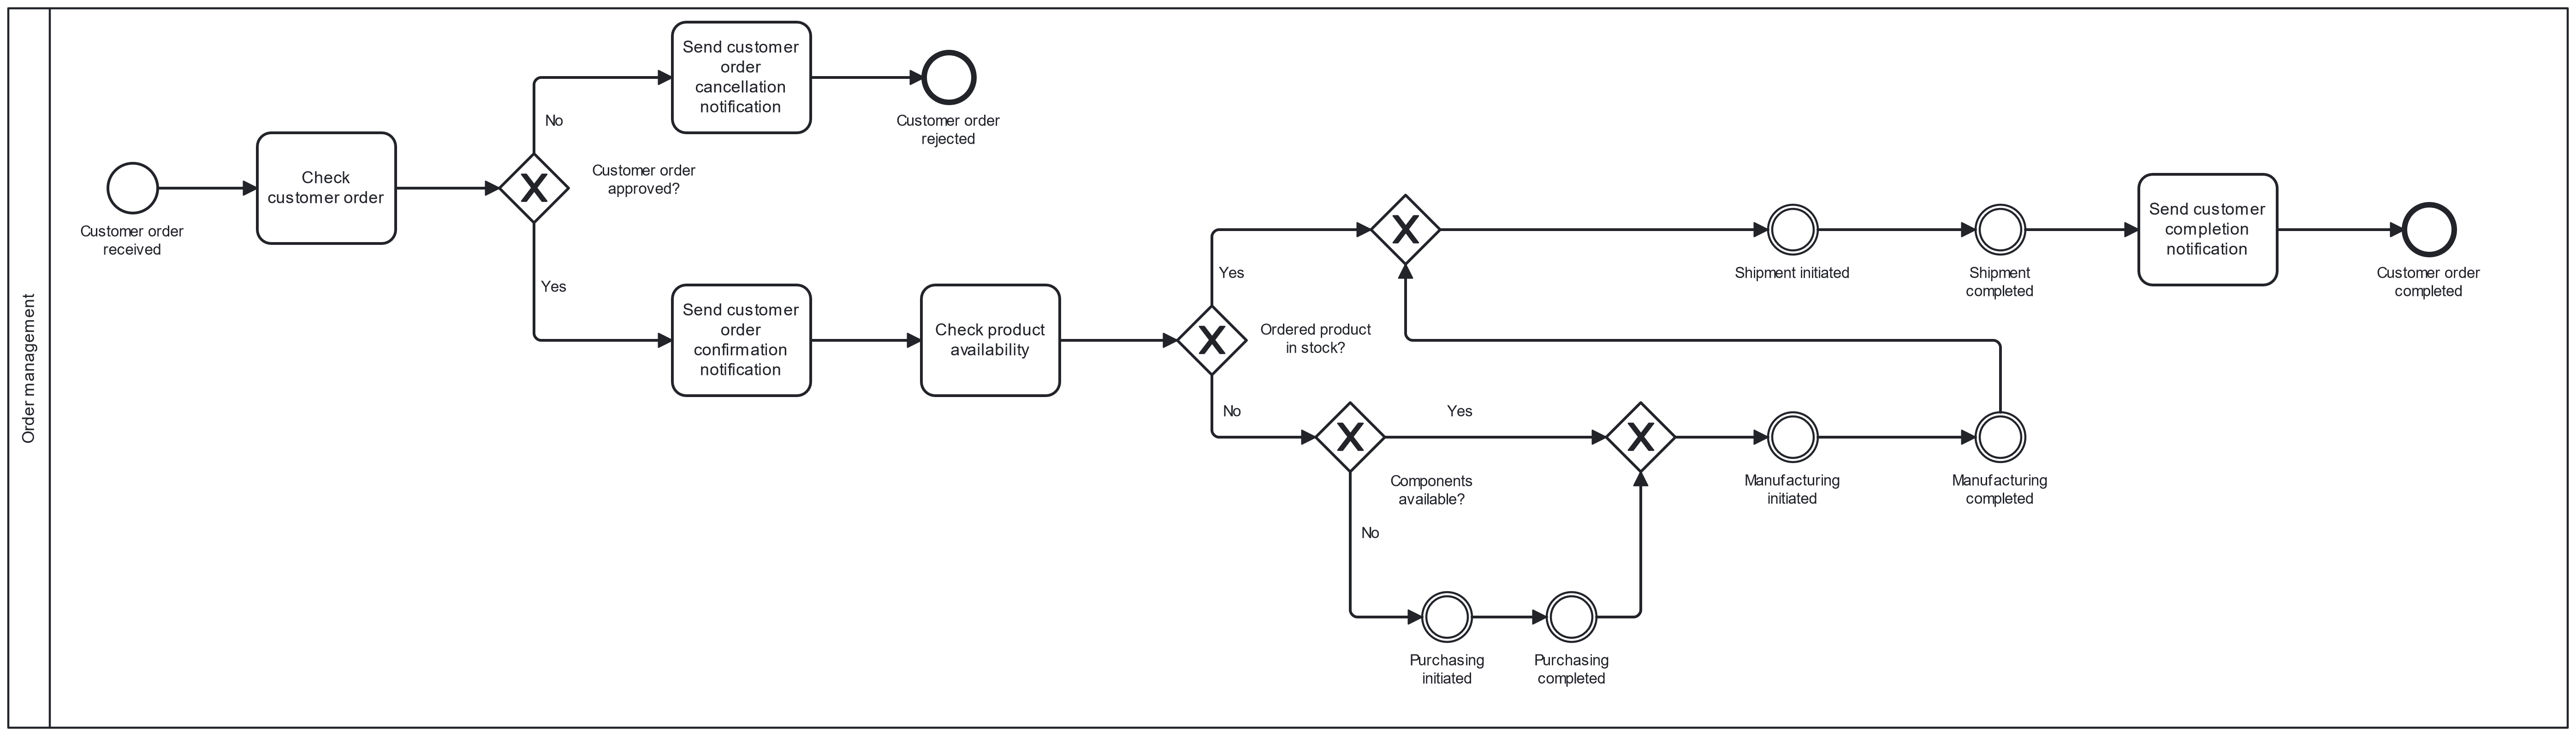 Order management
Customer order
received
Check
customer order
No
Yes
Customer order
approved?
Send customer
order
cancellation
notification
Customer order
rejected
Send customer
order
confirmation
notification
Check product
availability
Yes
No
Ordered product
in stock?
Shipment initiated
Shipment
completed
Send customer
completion
notification
Customer order
completed
Yes
Components
available?
No
Manufacturing
initiated
Manufacturing
completed
Purchasing
initiated
Purchasing
completed